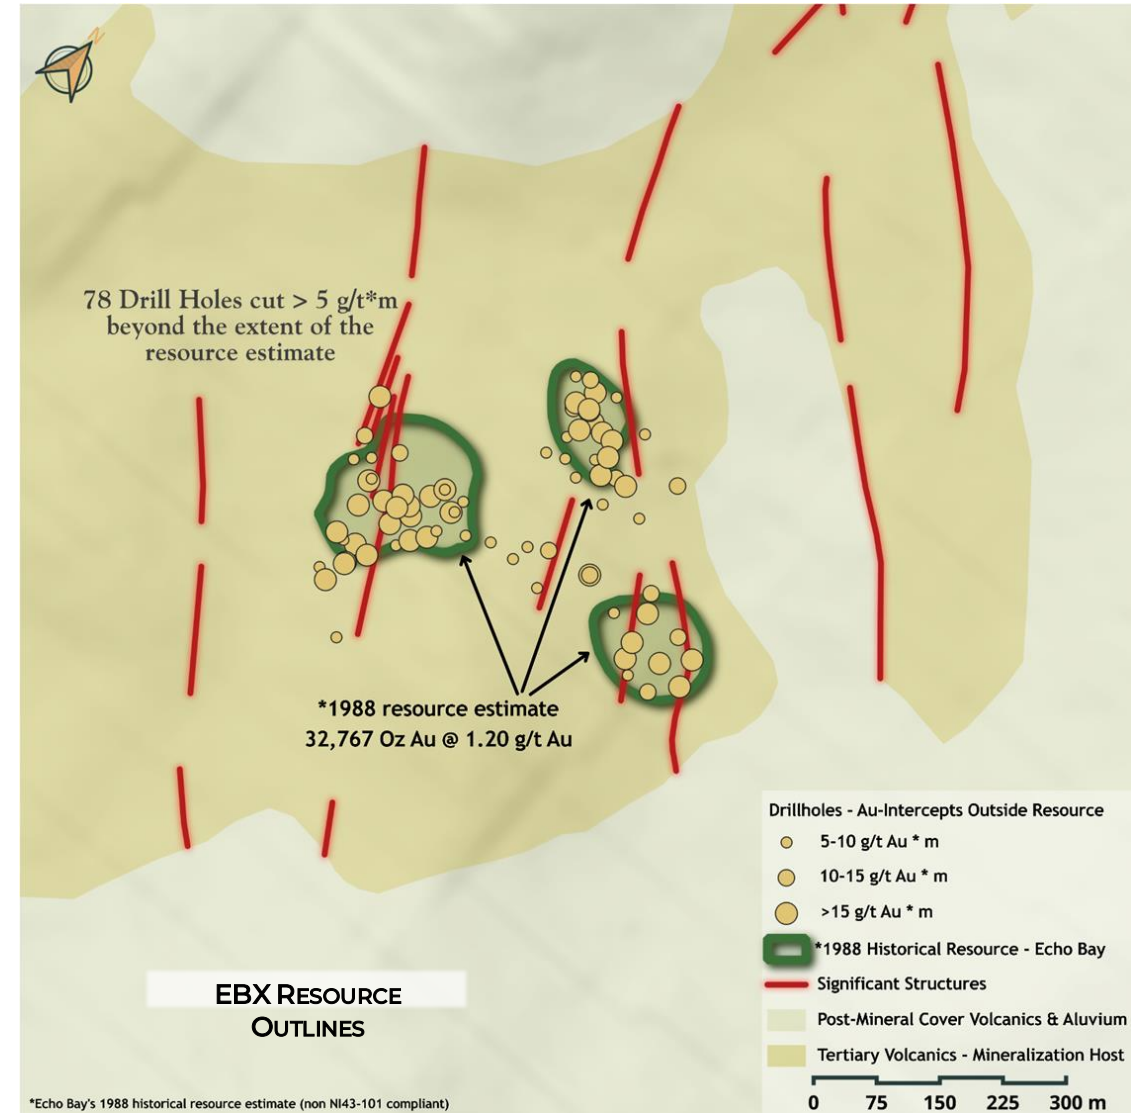 N
78 Drill Holes cut > 5 g/t*m
beyond the extent of the
resource estimate
*1988 resource estimate
32,767 Oz Au @ 1.20 g/t Au
Drillholes - Au-Intercepts Outside Resource
5-10 g/t Au * m
10-15 g/t Au * m
>15 g/t Au * m
*1988 Historical Resource - Echo Bay
Significant Structures
Post-Mineral Cover Volcanics & Aluvium
Tertiary Volcanics - Mineralization Host
0 75 150 225 300 m
EBX RESOURCE
OUTLINES
*Echo Bay's 1988 historical resource estimate (non NI43-101 compliant)